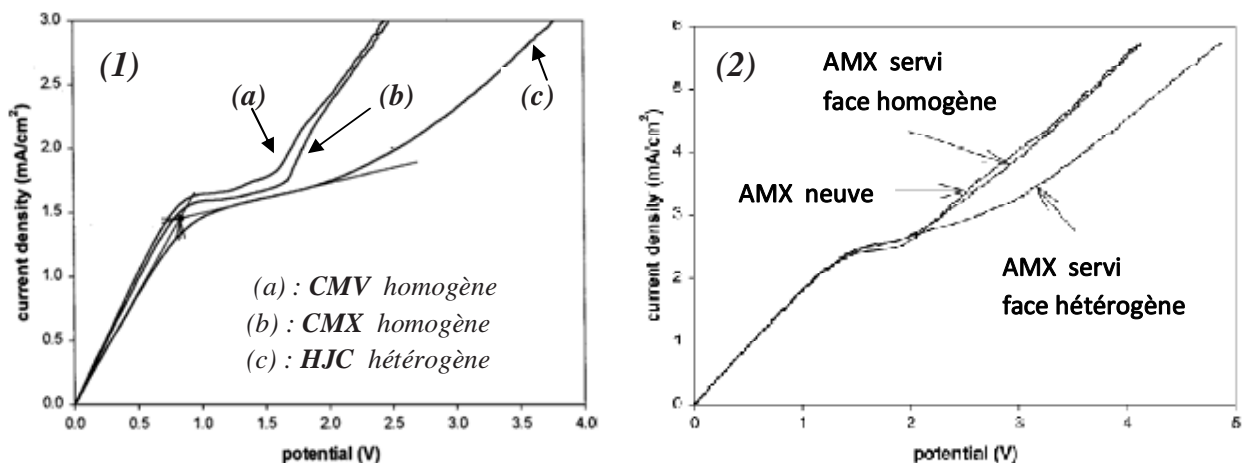 (1)
3.0
2.5
2.0
1.5
1.0
0.5
0.0
current density (mA/cm²)
0.0 0.5 1.0 1.5 2.0 2.5 3.0 3.5 4.0
potential (V)
(a)
(b)
(c)
(a) : CMV homogène
(b) : CMX homogène
(c) : HJC hétérogène
(2)
6
5
4
3
2
1
0
current density (mA/cm²)
0 1 2 3 4 5
potential (V)
AMX servi
face homogène
AMX neuve
AMX servi
face hétérogène